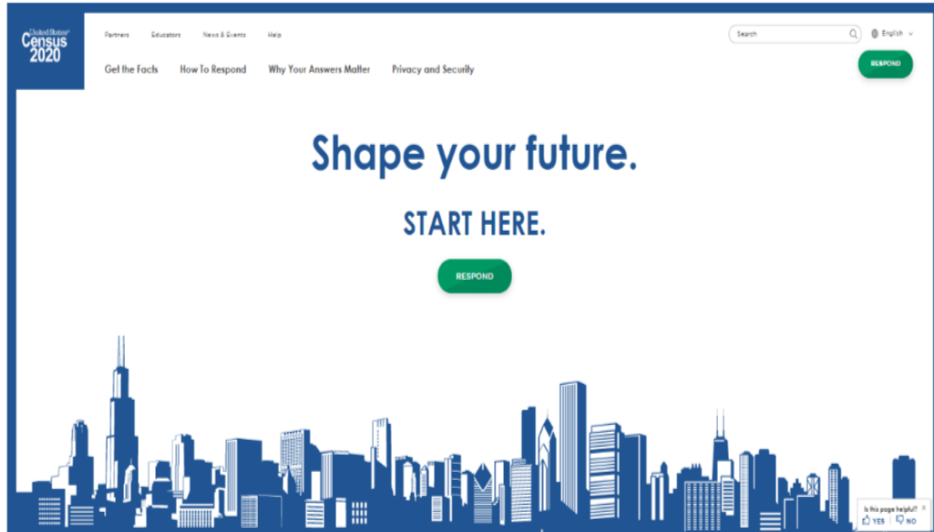 United States®
Census
2020
Partners Educators News & Events Help
Search
English
Get the Facts How To Respond Why Your Answers Matter Privacy and Security
RESPOND
Shape your future.
START HERE.
RESPOND
Is this page helpful? ×
YES NO